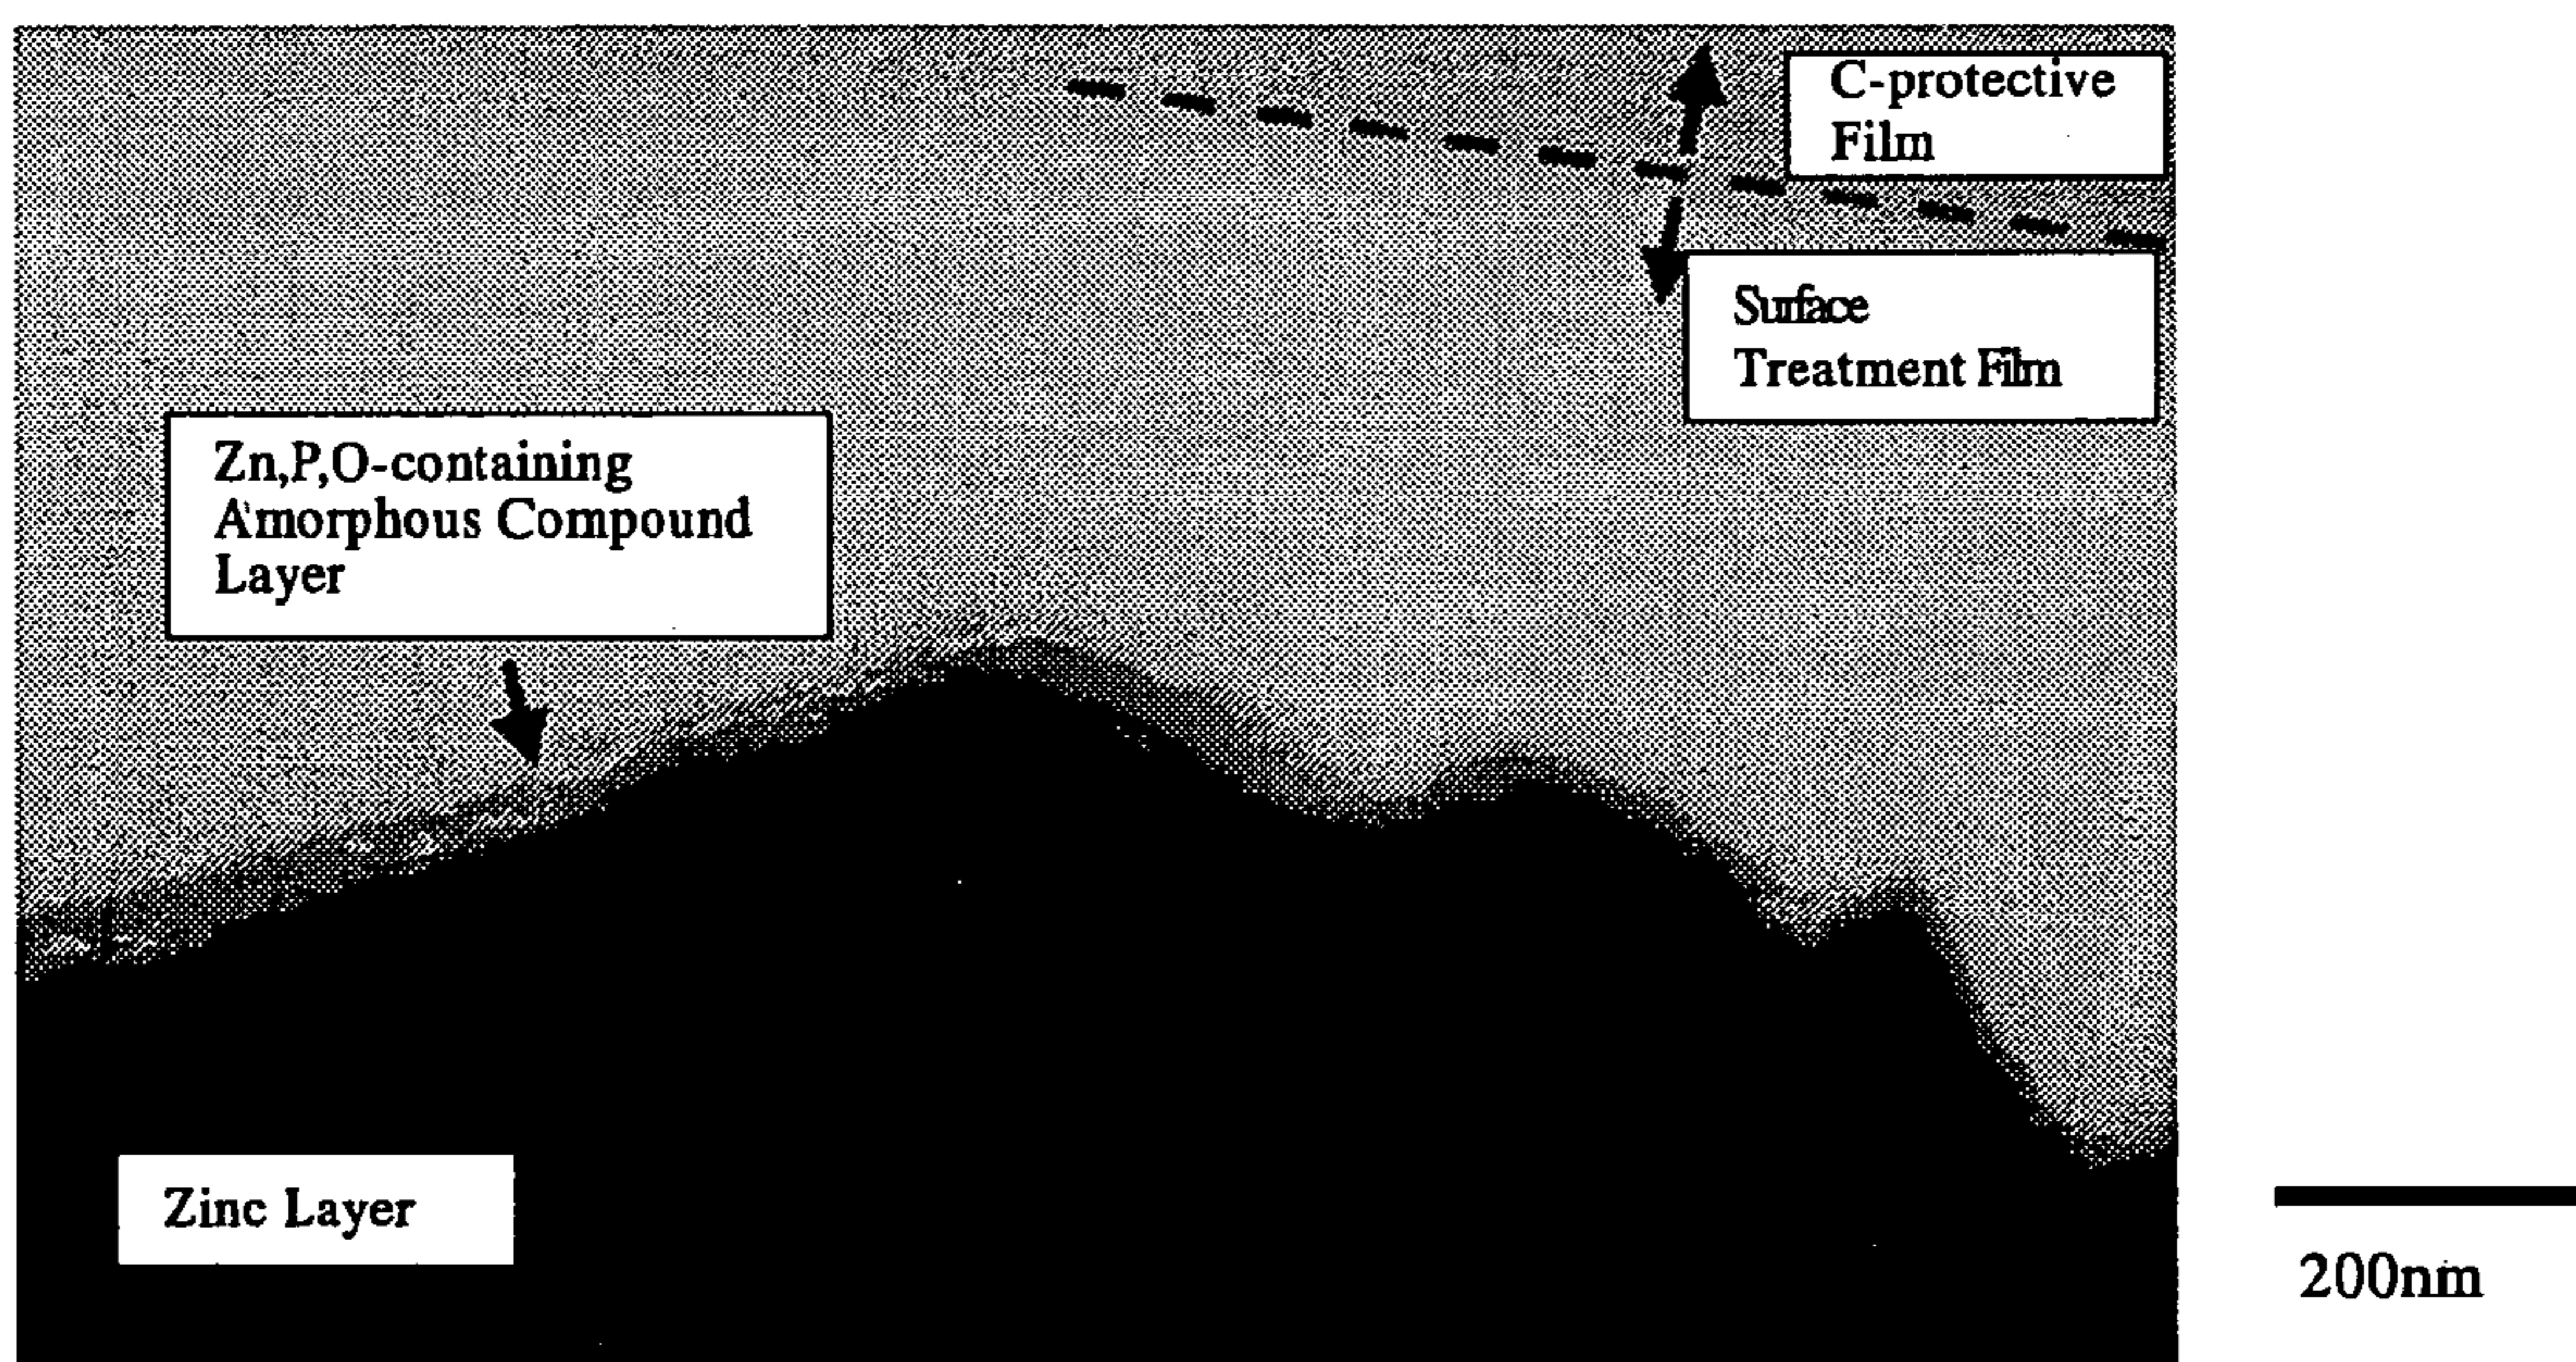 C-protective
Film
Surface
Treatment Film
Zn,P,O-containing
Amorphous Compound
Layer
Zinc Layer
200nm